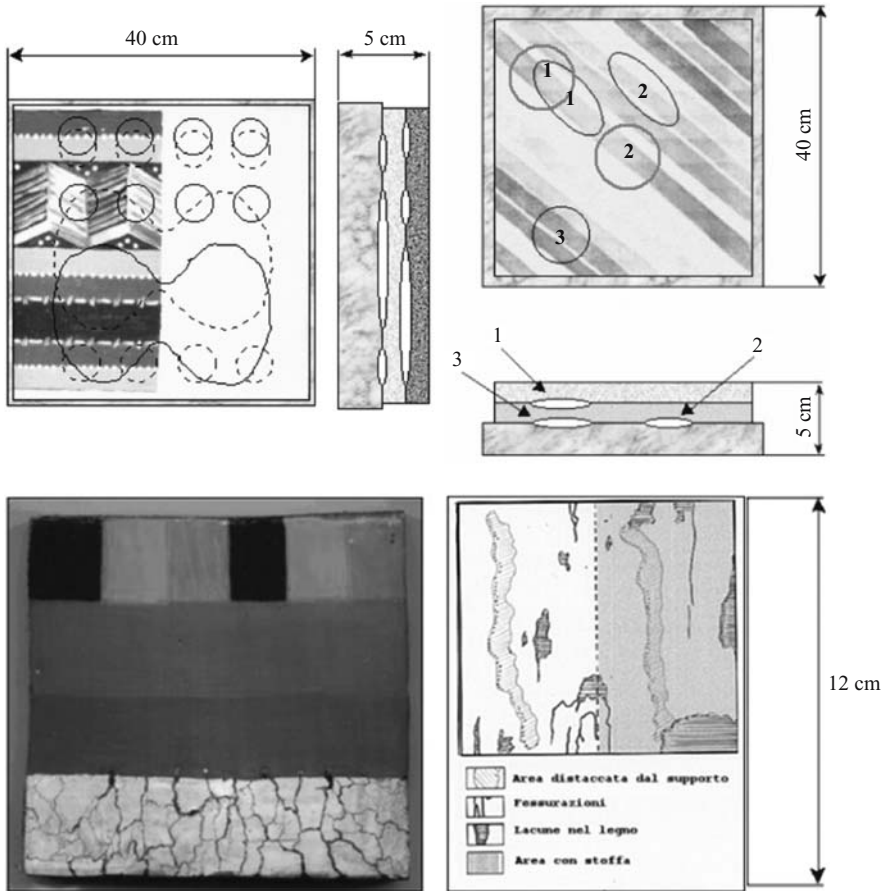 40 cm
5 cm
1
1
2
2
3
40 cm
1
3
2
5 cm
12 cm
Area distaccata dal supporto
Fessurazioni
Lacune nel legno
Area con stoffa